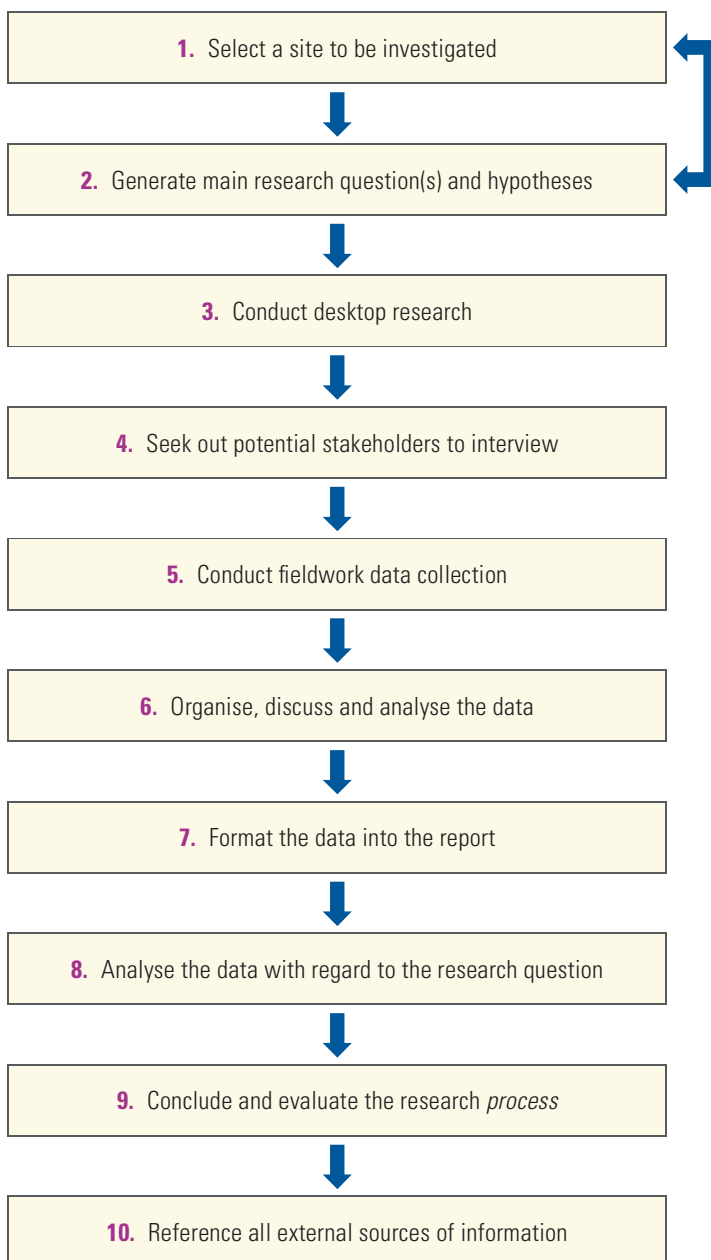 1. Select a site to be investigated
2. Generate main research question(s) and hypotheses
3. Conduct desktop research
4. Seek out potential stakeholders to interview
5. Conduct fieldwork data collection
6. Organise, discuss and analyse the data
7. Format the data into the report
8. Analyse the data with regard to the research question
9. Conclude and evaluate the research process
10. Reference all external sources of information